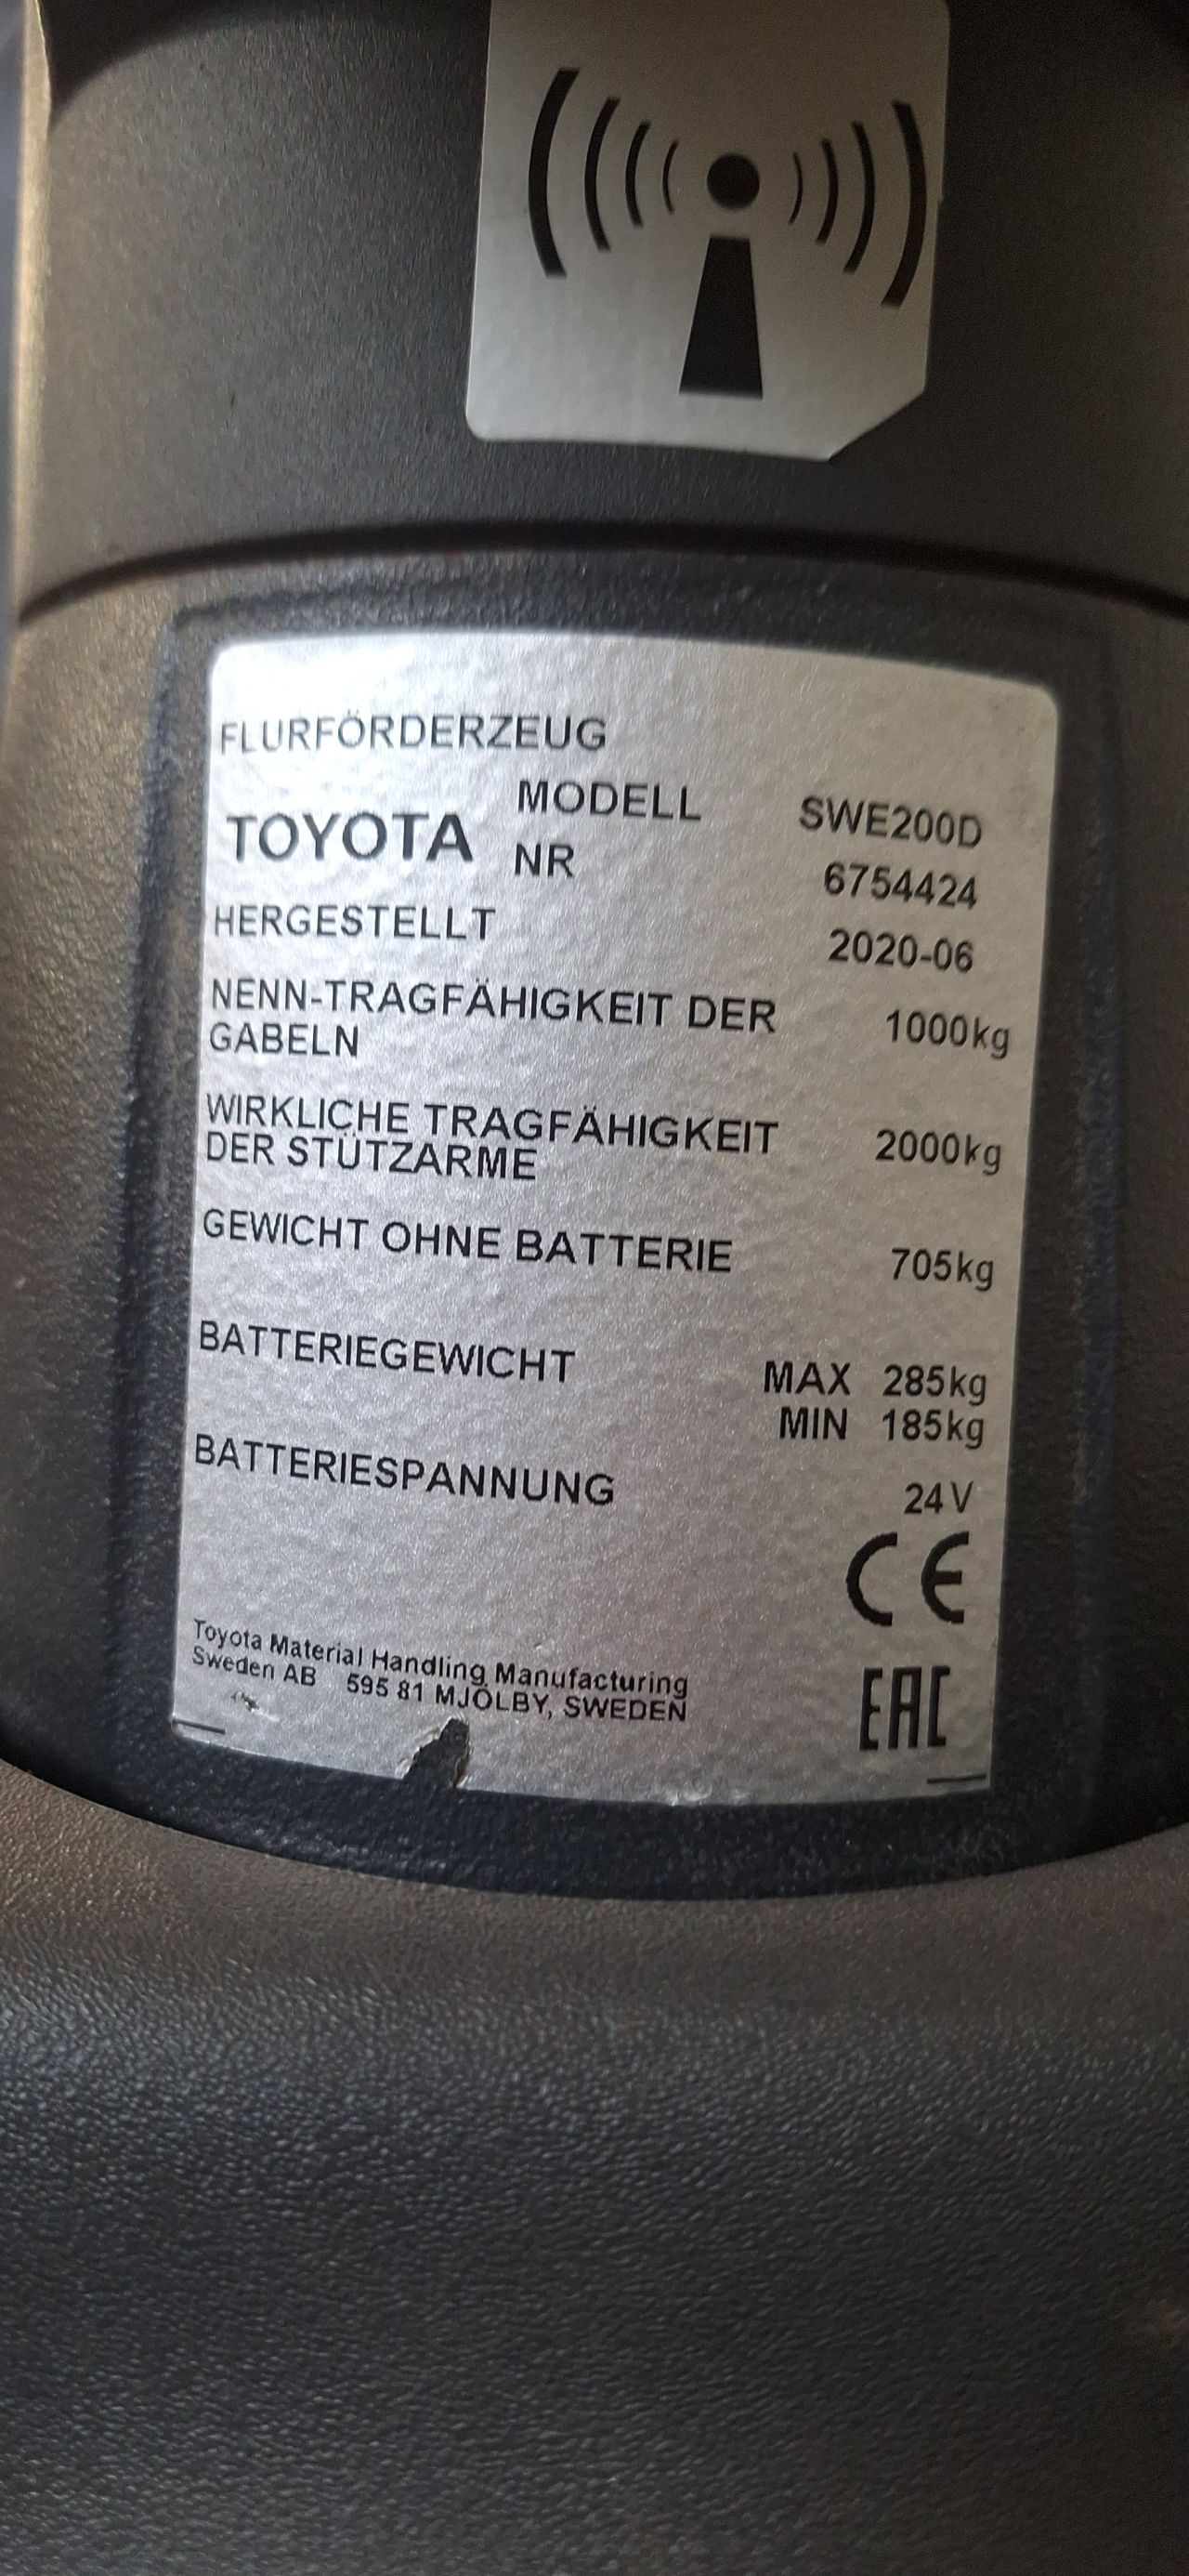 FLURFÖRDERZEUG
TOYOTA MODELL SWE200D
NR 6754424
HERGESTELLT 2020-06
NENN-TRAGFÄHIGKEIT DER 1000kg
GABELN
WIRKLICHE TRAGFÄHIGKEIT 2000kg
DER STÜTZARME
GEWICHT OHNE BATTERIE 705kg
BATTERIEGEWICHT MAX 285kg
MIN 185kg
BATTERIESPANNUNG 24V
CE
Toyota Material Handling Manufacturing
Sweden AB 595 81 MJÖLBY, SWEDEN
EAC